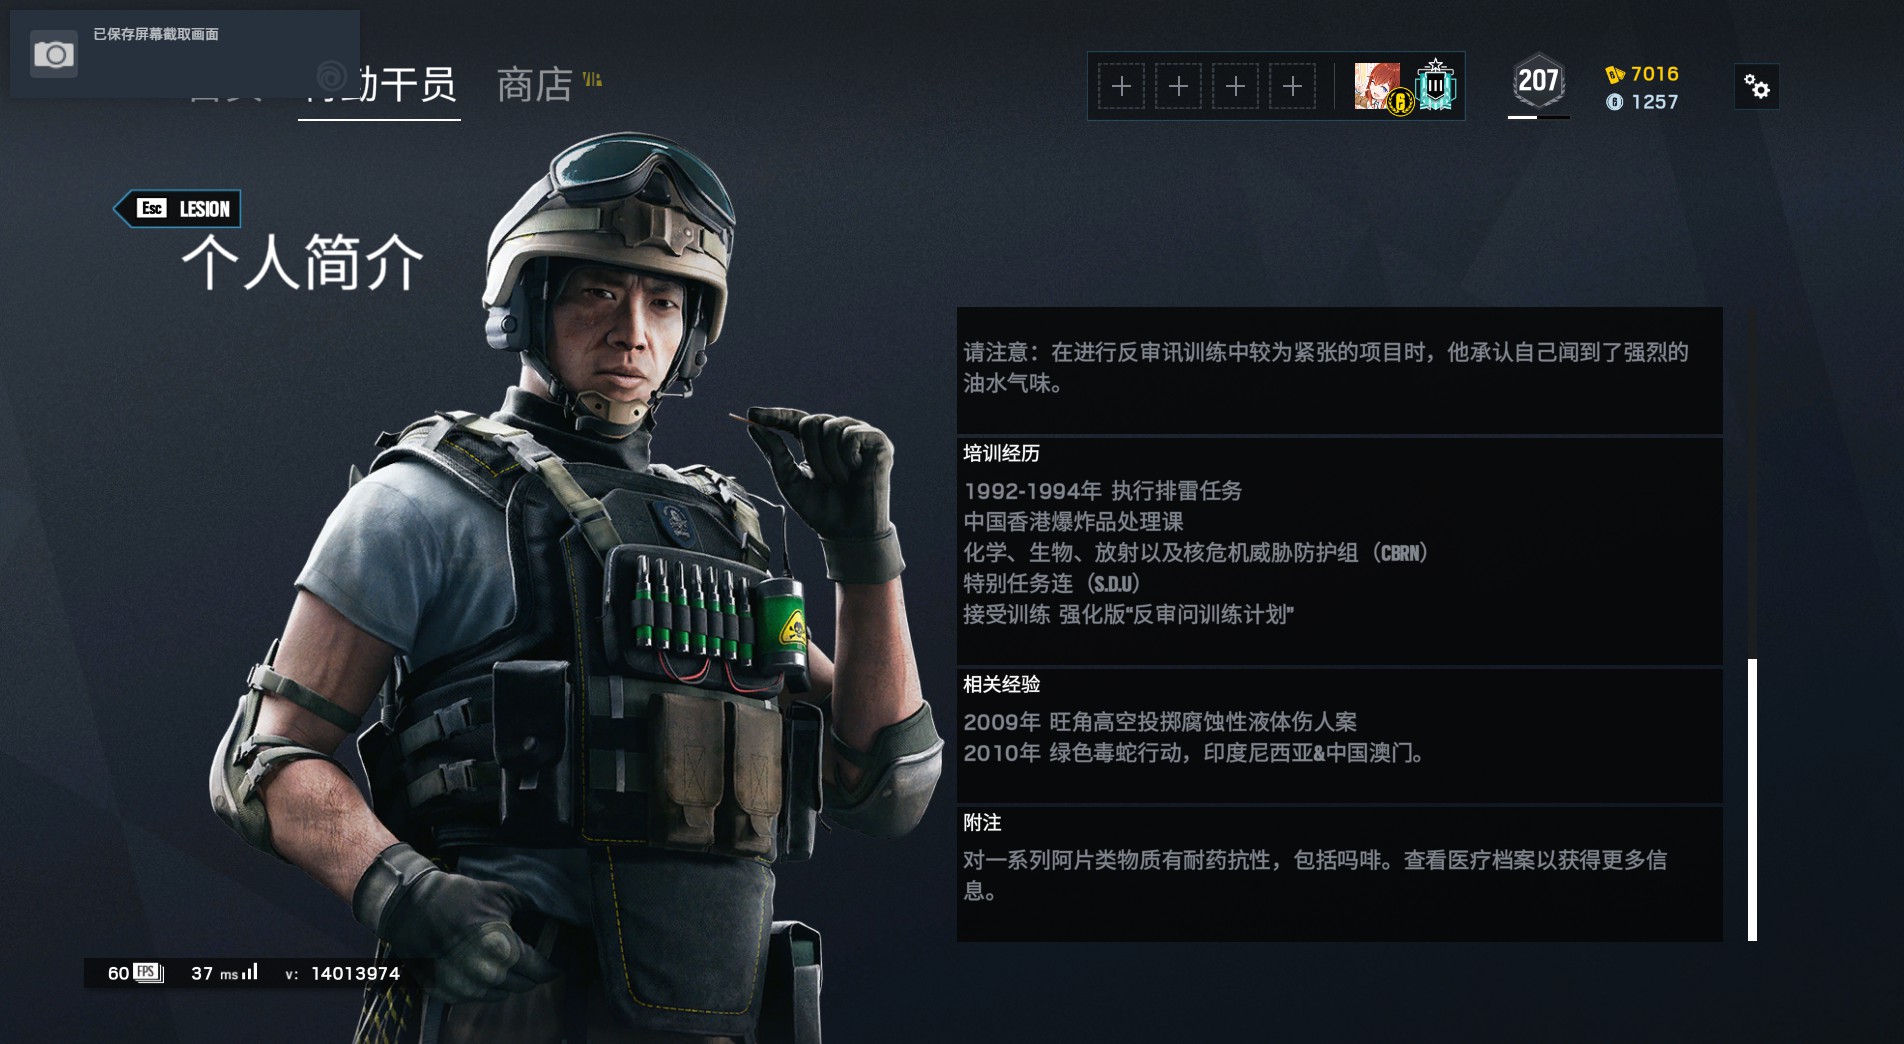 已保存屏幕截取画面
动干员
商店
207
7016
1257
Esc LESION
个人简介
请注意：在进行反审讯训练中较为紧张的项目时，他承认自己闻到了强烈的
油水气味。
培训经历
1992-1994年 执行排雷任务
中国香港爆炸品处理课
化学、生物、放射以及核危机威胁防护组（CBRN）
特别任务连（S.D.U）
接受训练 强化版“反审问训练计划”
相关经验
2009年 旺角高空投掷腐蚀性液体伤人案
2010年 绿色毒蛇行动，印度尼西亚&中国澳门。
附注
对一系列阿片类物质有耐药抗性，包括吗啡。查看医疗档案以获得更多信
息。
60 FPS 37 ms v: 14013974